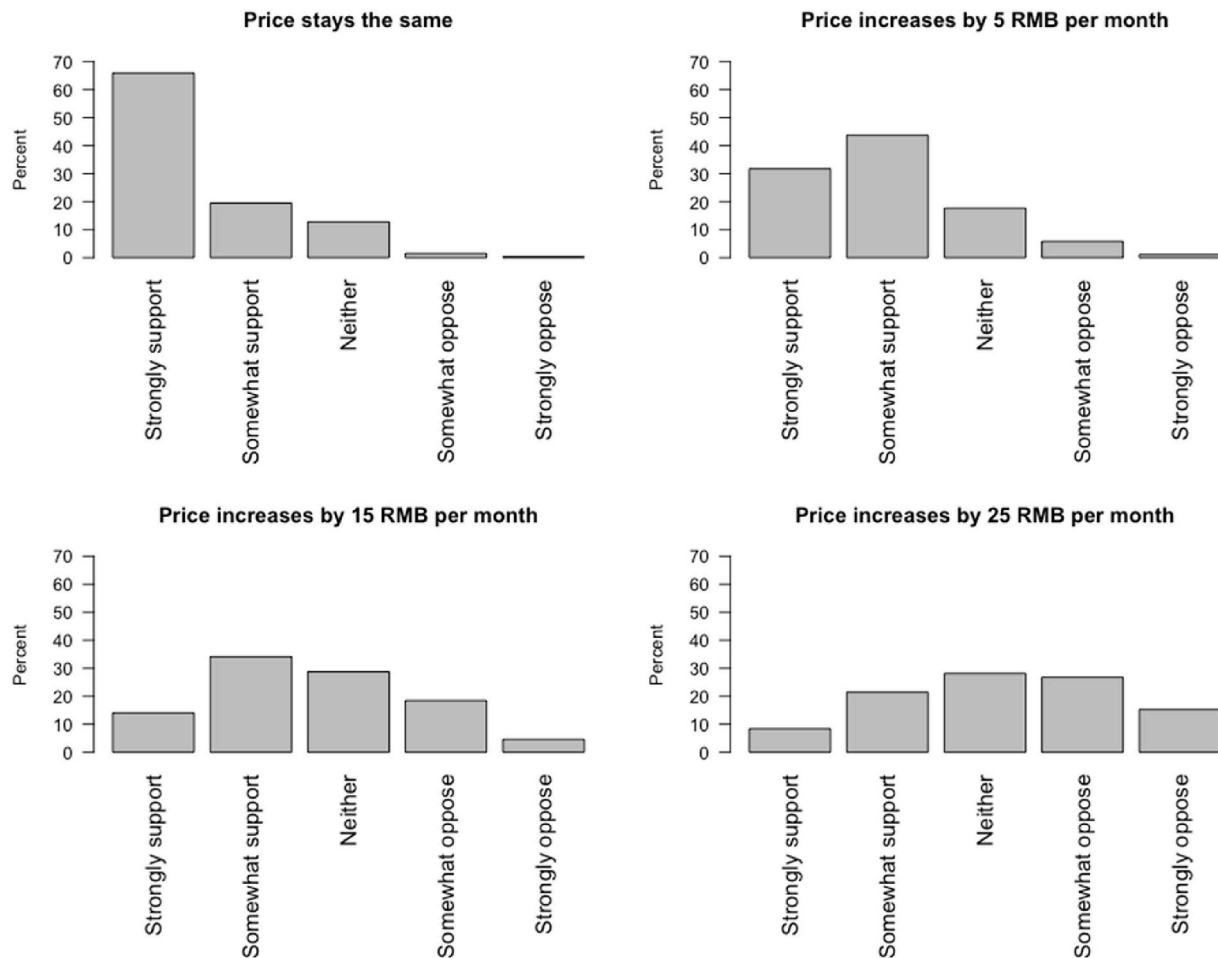 Price stays the same
Percent
70
60
50
40
30
20
10
0
Strongly support
Somewhat support
Neither
Somewhat oppose
Strongly oppose
Price increases by 5 RMB per month
Percent
70
60
50
40
30
20
10
0
Strongly support
Somewhat support
Neither
Somewhat oppose
Strongly oppose
Price increases by 15 RMB per month
Percent
70
60
50
40
30
20
10
0
Strongly support
Somewhat support
Neither
Somewhat oppose
Strongly oppose
Price increases by 25 RMB per month
Percent
70
60
50
40
30
20
10
0
Strongly support
Somewhat support
Neither
Somewhat oppose
Strongly oppose